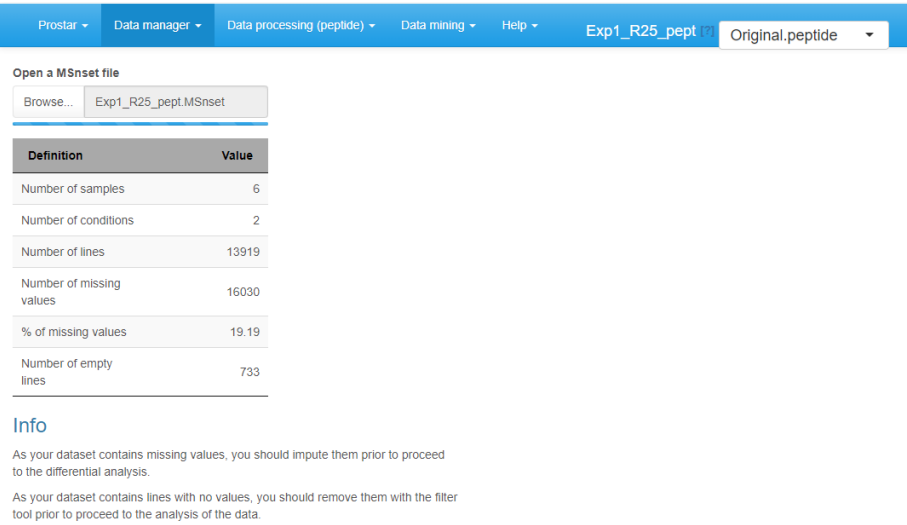 Prostar Data manager Data processing (peptide) Data mining Help Exp1_R25_pept [?] Original.peptide
Open a MSnset file
Browse... Exp1_R25_pept.MSnset
Definition Value
Number of samples 6
Number of conditions 2
Number of lines 13919
Number of missing
values 16030
% of missing values 19.19
Number of empty
lines 733
Info
As your dataset contains missing values, you should impute them prior to proceed
to the differential analysis.
As your dataset contains lines with no values, you should remove them with the filter
tool prior to proceed to the analysis of the data.